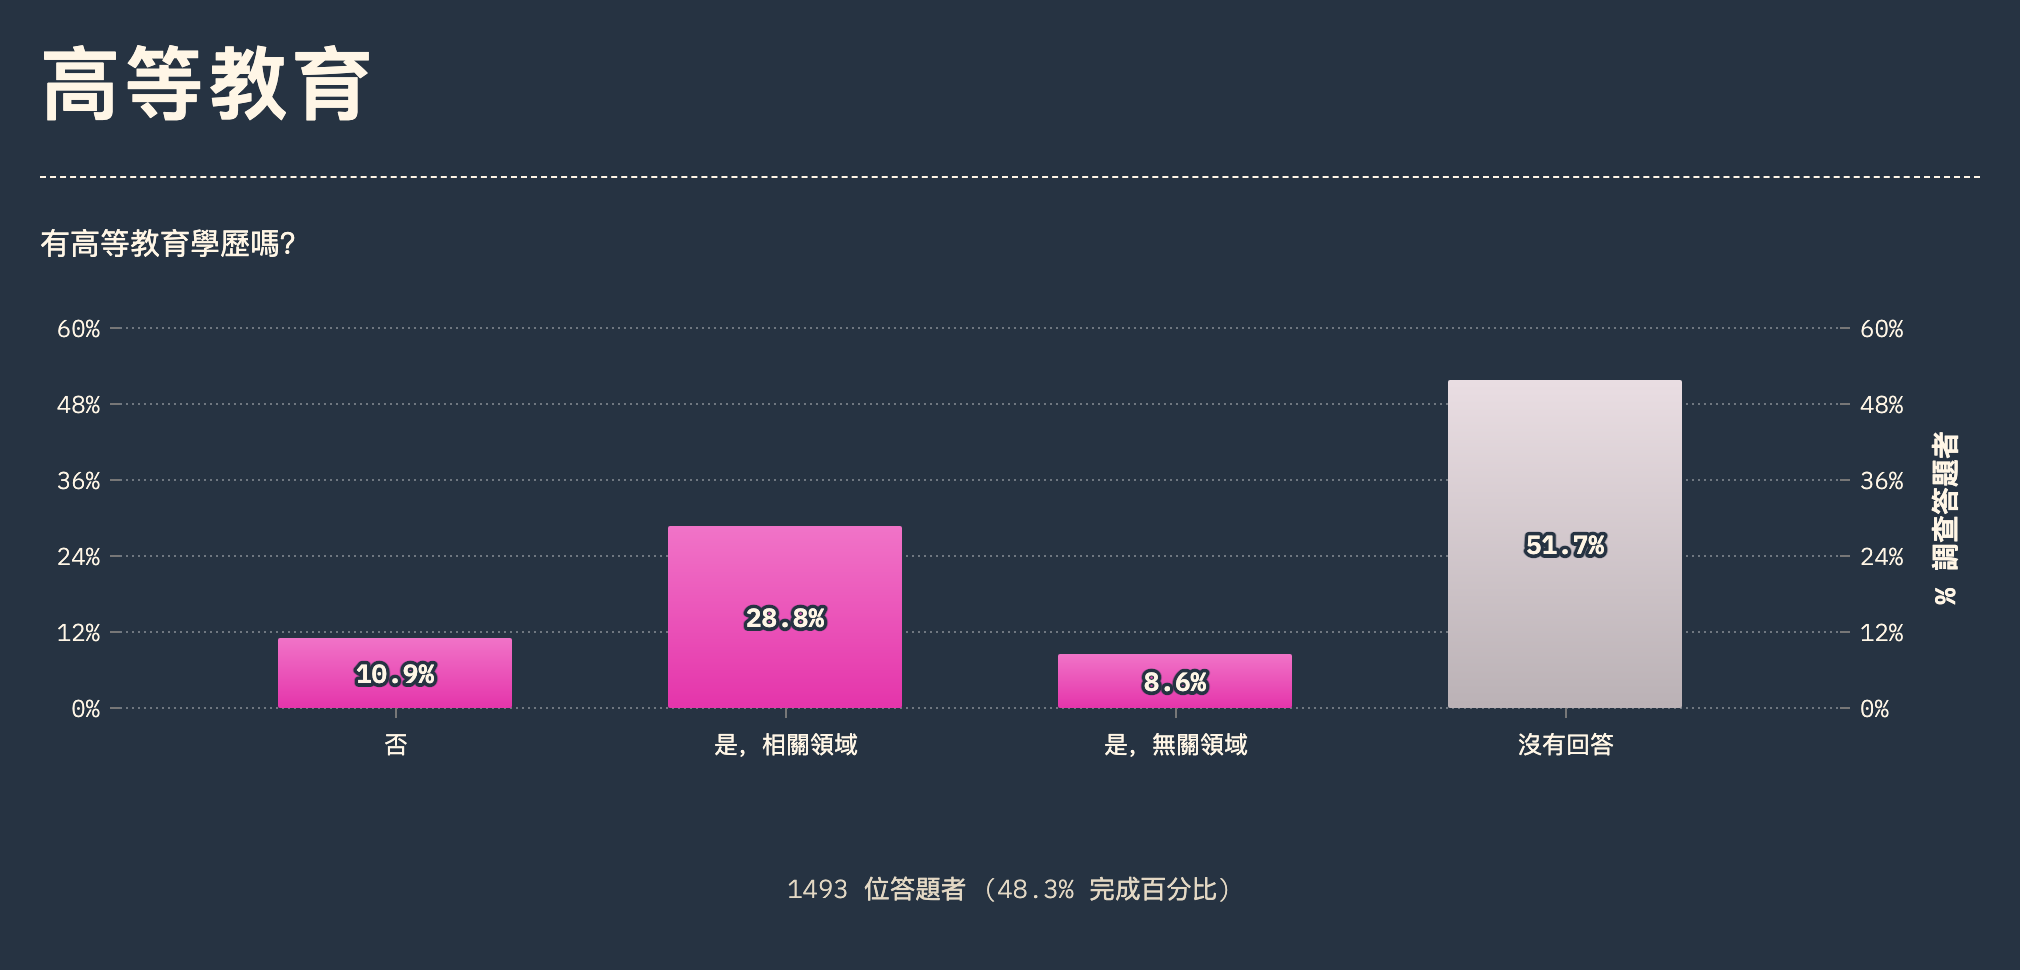 高等教育
有高等教育學歷嗎?
60% 60%
48% 48%
36% 36%
24% 24%
12% 12%
0% 0%
% 調查答題者
10.9% 28.8% 8.6% 51.7%
否 是, 相關領域 是, 無關領域 沒有回答
1493 位答題者 (48.3% 完成百分比)